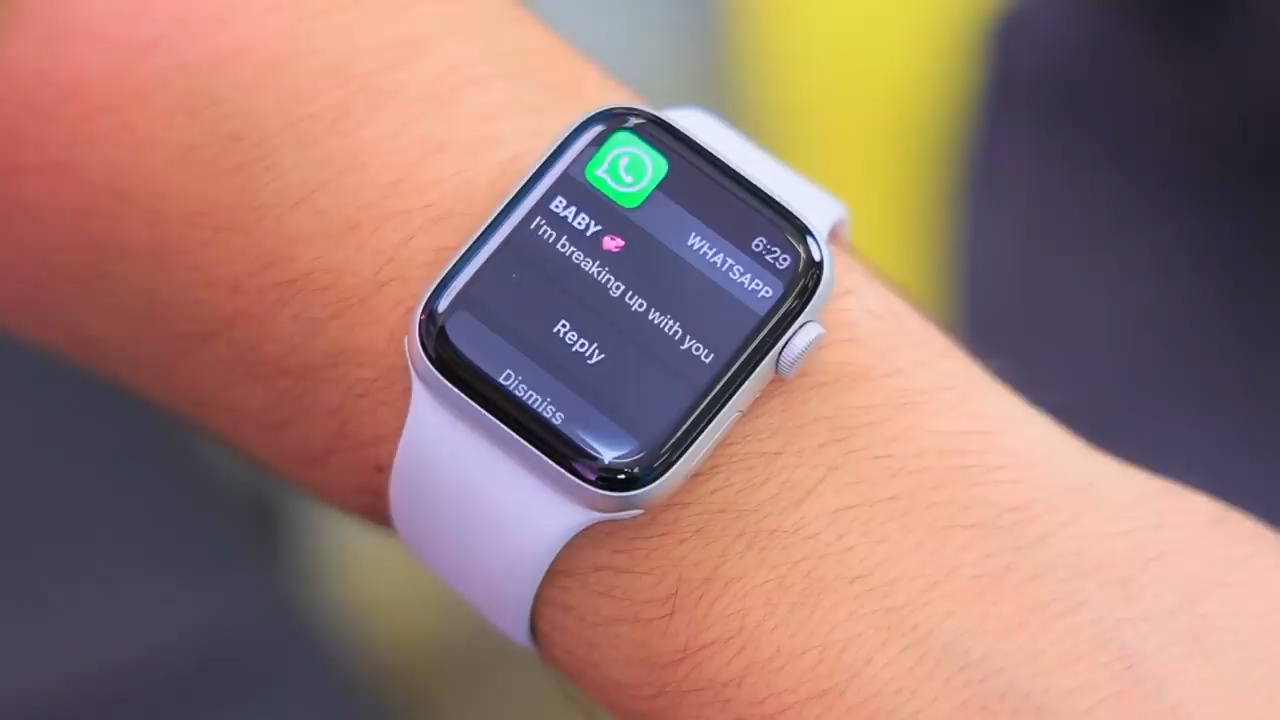 6:29
WHATSAPP
BABY 💞
I'm breaking up with you
Reply
Dismiss